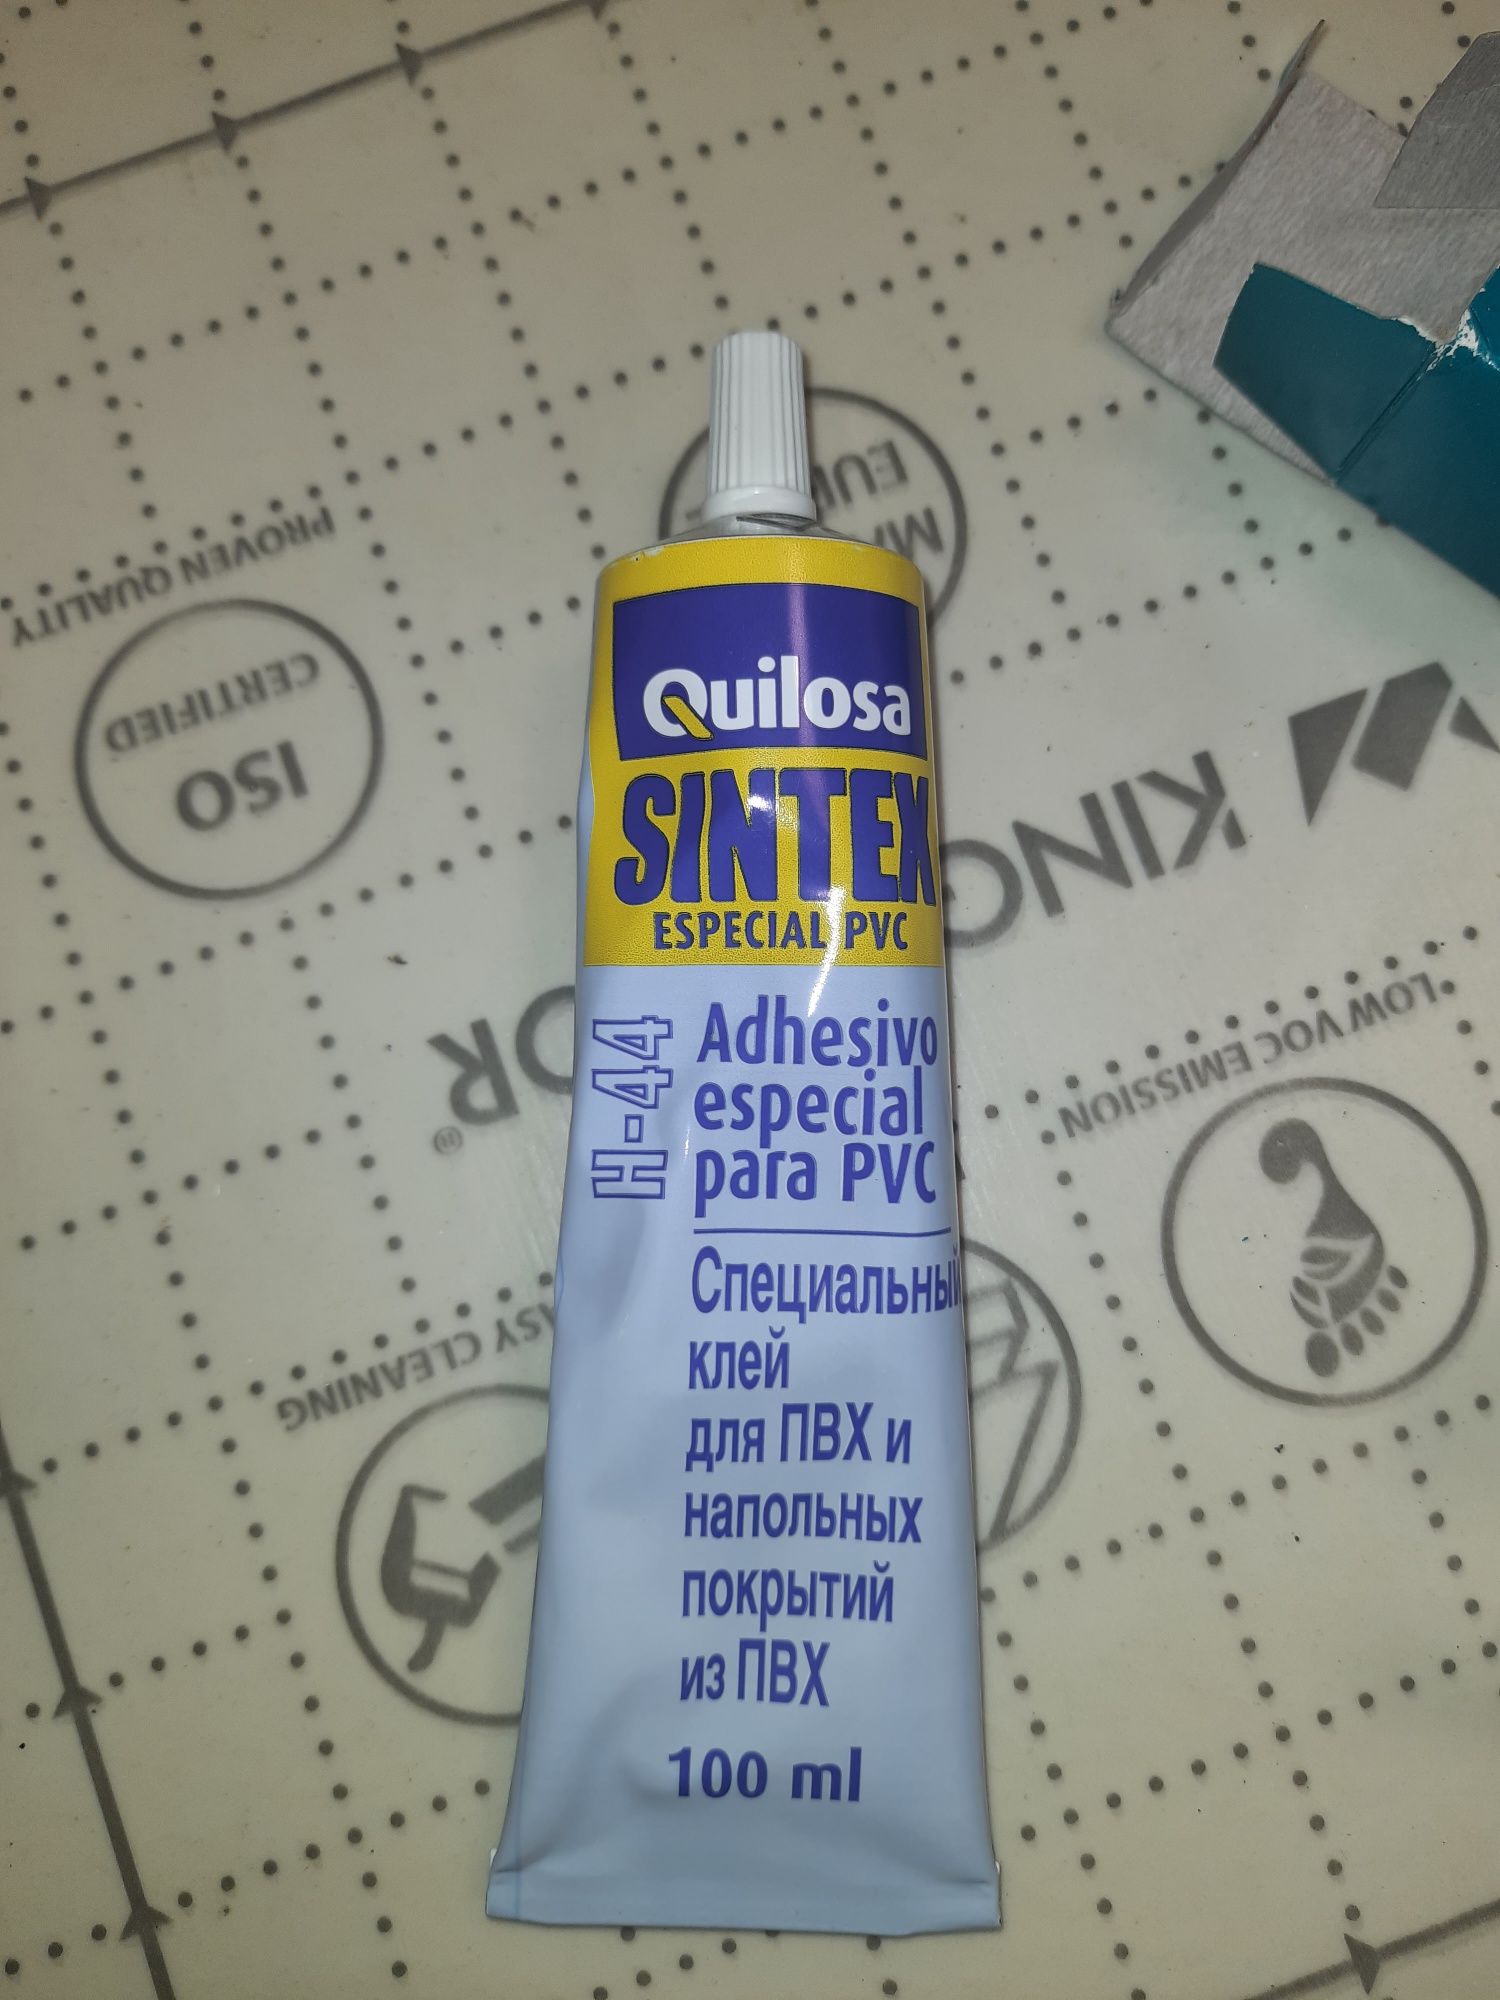 Quilosa
SINTEX
ESPECIAL PVC
H-44
Adhesivo
especial
para PVC
Специальный
клей
для ПВХ и
напольных
покрытий
из ПВХ
100 ml
PROVEN QUALITY
CERTIFIED
ISO
KING
OR®
LOW VOC EMISSION
CLEANING